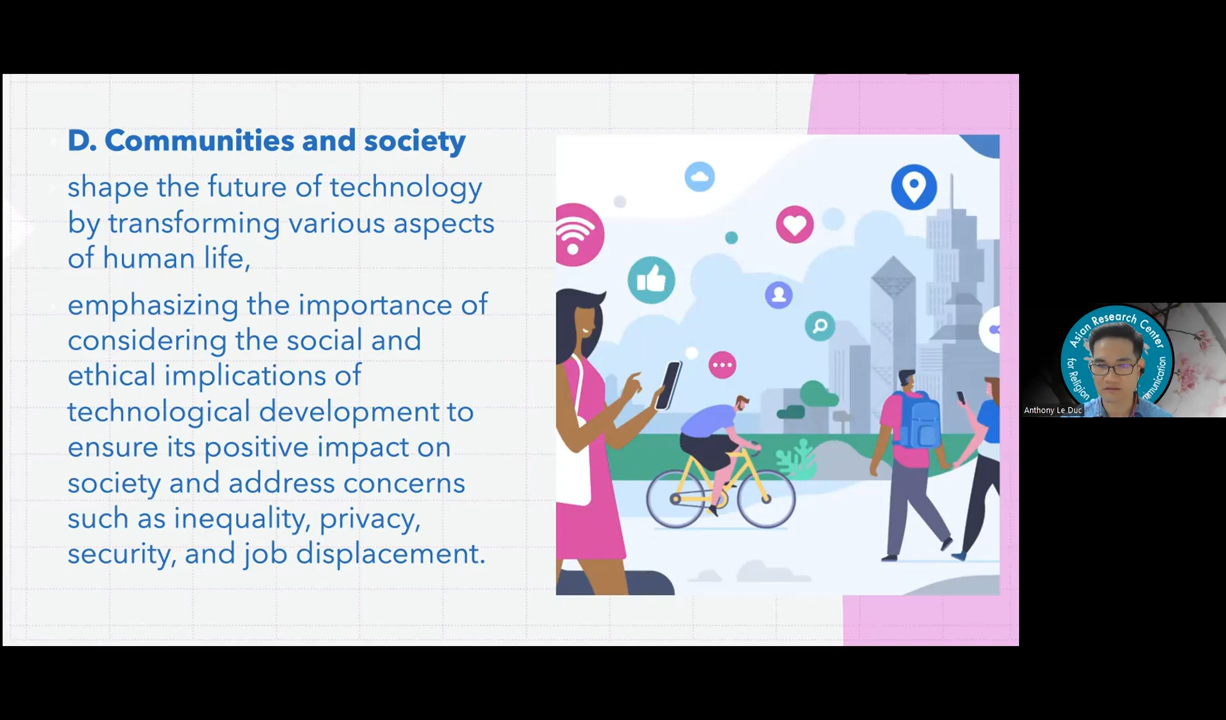 D. Communities and society
shape the future of technology
by transforming various aspects
of human life,
emphasizing the importance of
considering the social and
ethical implications of
technological development to
ensure its positive impact on
society and address concerns
such as inequality, privacy,
security, and job displacement.
Asian Research Center
for Religion
Anthony Le Duc